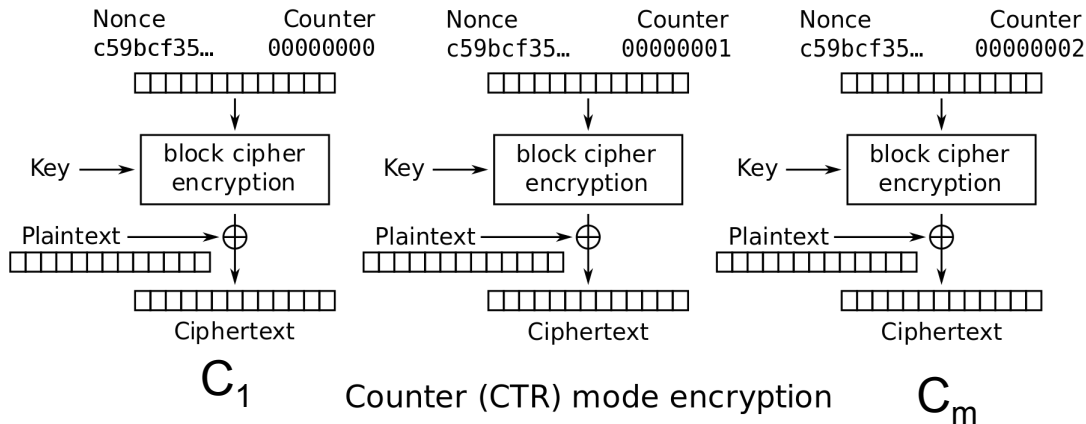 Nonce Counter
c59bcf35… 00000000
Key
block cipher
encryption
Plaintext
Ciphertext
C1
Nonce Counter
c59bcf35… 00000001
Key
block cipher
encryption
Plaintext
Ciphertext
Nonce Counter
c59bcf35… 00000002
Key
block cipher
encryption
Plaintext
Ciphertext
Cm
Counter (CTR) mode encryption